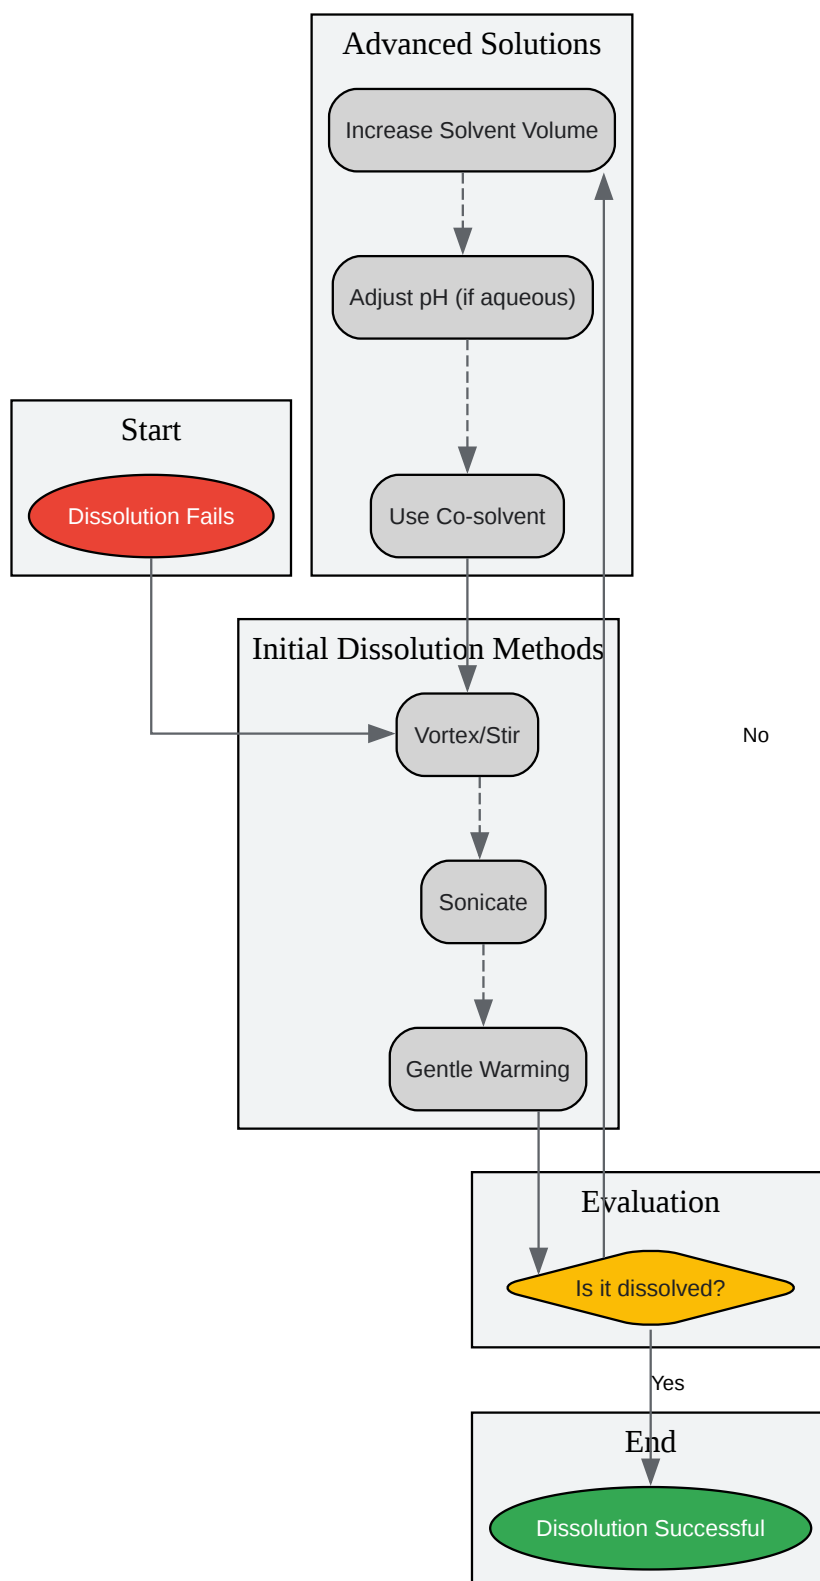 Advanced Solutions
Increase Solvent Volume
Adjust pH (if aqueous)
Start
Dissolution Fails
Use Co-solvent
Initial Dissolution Methods
Vortex/Stir
No
Sonicate
Gentle Warming
Evaluation
Is it dissolved?
Yes
End
Dissolution Successful